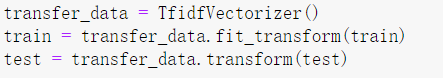 transfer_data = TfidfVectorizer()
train = transfer_data.fit_transform(train)
test = transfer_data.transform(test)